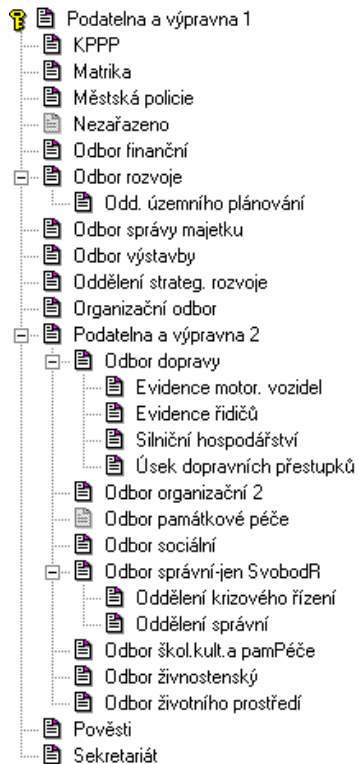 Podatelna a výpravna 1
KPPP
Matrika
Městská policie
Nezařazeno
Odbor finanční
Odbor rozvoje
Odd. územního plánování
Odbor správy majetku
Odbor výstavby
Oddělení strateg. rozvoje
Organizační odbor
Podatelna a výpravna 2
Odbor dopravy
Evidence motor. vozidel
Evidence řidičů
Silniční hospodářství
Úsek dopravních přestupků
Odbor organizační 2
Odbor památkové péče
Odbor sociální
Odbor správní-jen SvobodR
Oddělení krizového řízení
Oddělení správní
Odbor škol.kult.a pamPéče
Odbor živnostenský
Odbor životního prostředí
Pověsti
Sekretariát